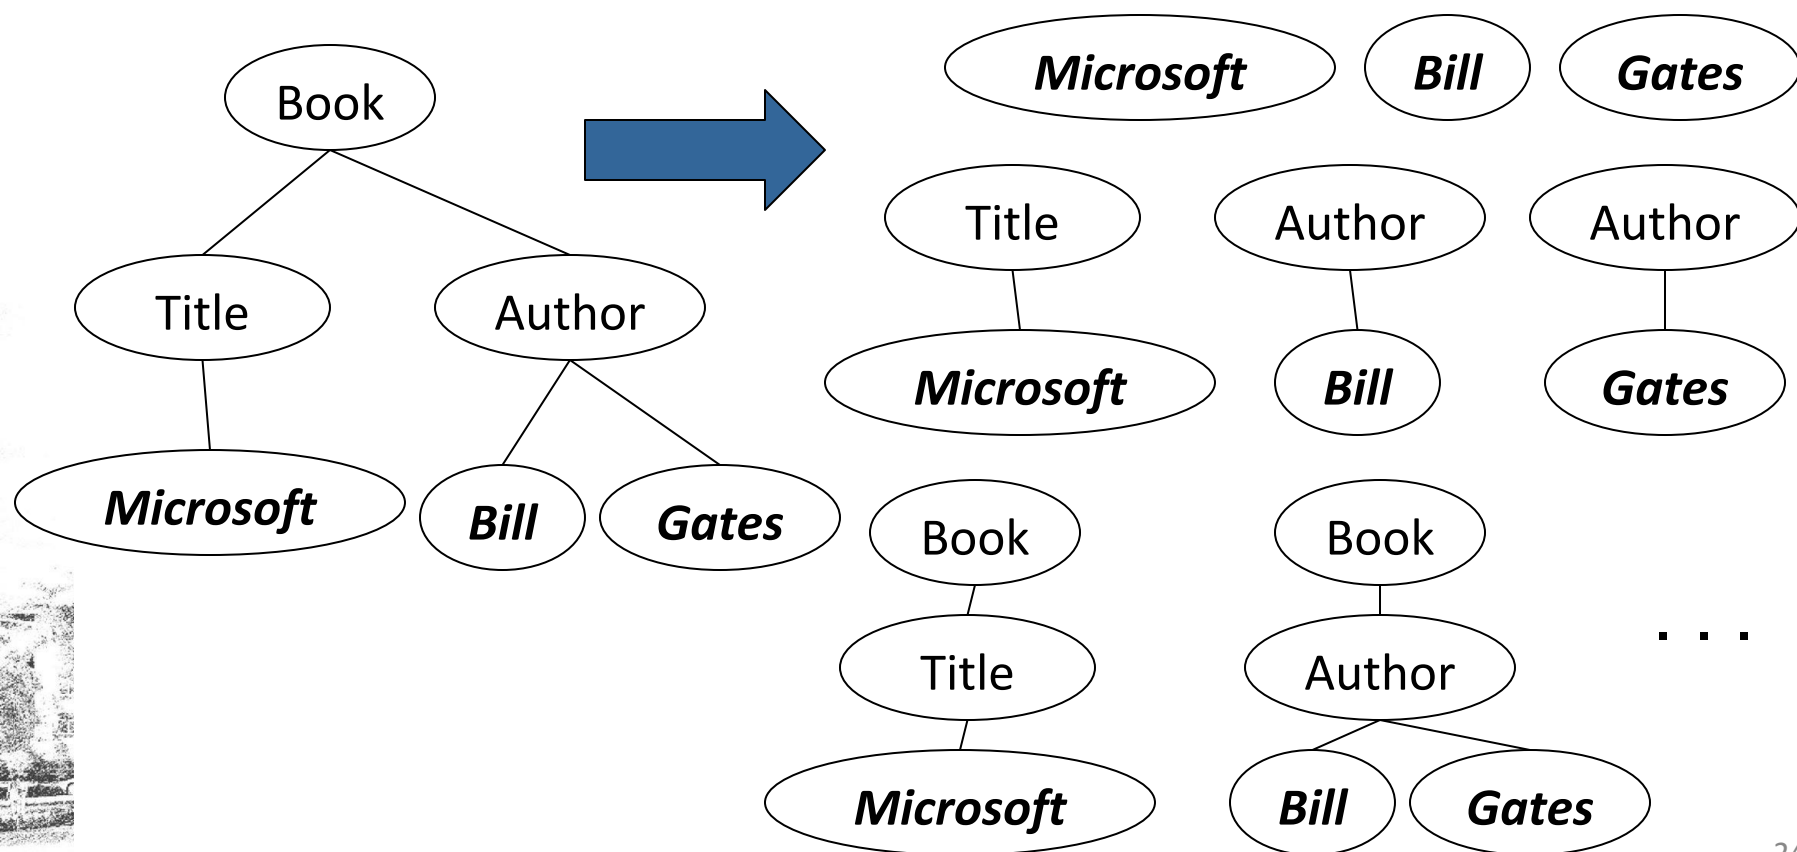 Book
Title
Author
Microsoft
Bill
Gates
Microsoft
Bill
Gates
Title
Author
Author
Microsoft
Bill
Gates
Book
Book
Title
Author
. . .
Microsoft
Bill
Gates